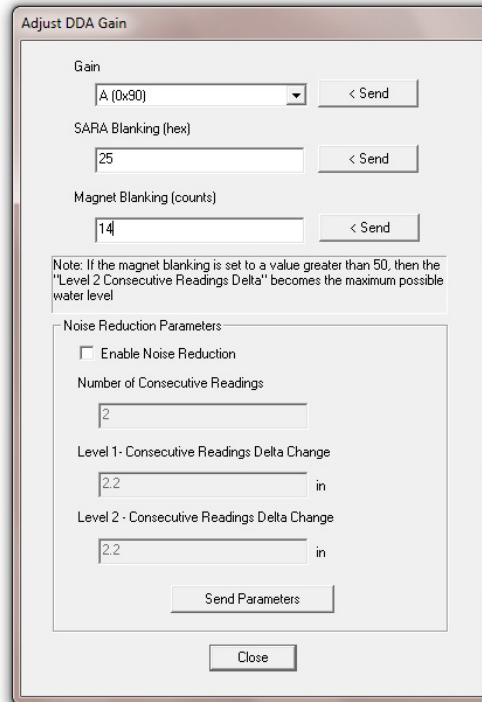 Adjust DDA Gain
Gain
A (0x90)
< Send
SARA Blanking (hex)
25
< Send
Magnet Blanking (counts)
14
< Send
Note: If the magnet blanking is set to a value greater than 50, then the
"Level 2 Consecutive Readings Delta" becomes the maximum possible
water level
Noise Reduction Parameters
Enable Noise Reduction
Number of Consecutive Readings
2
Level 1- Consecutive Readings Delta Change
2.2 in
Level 2 - Consecutive Readings Delta Change
2.2 in
Send Parameters
Close